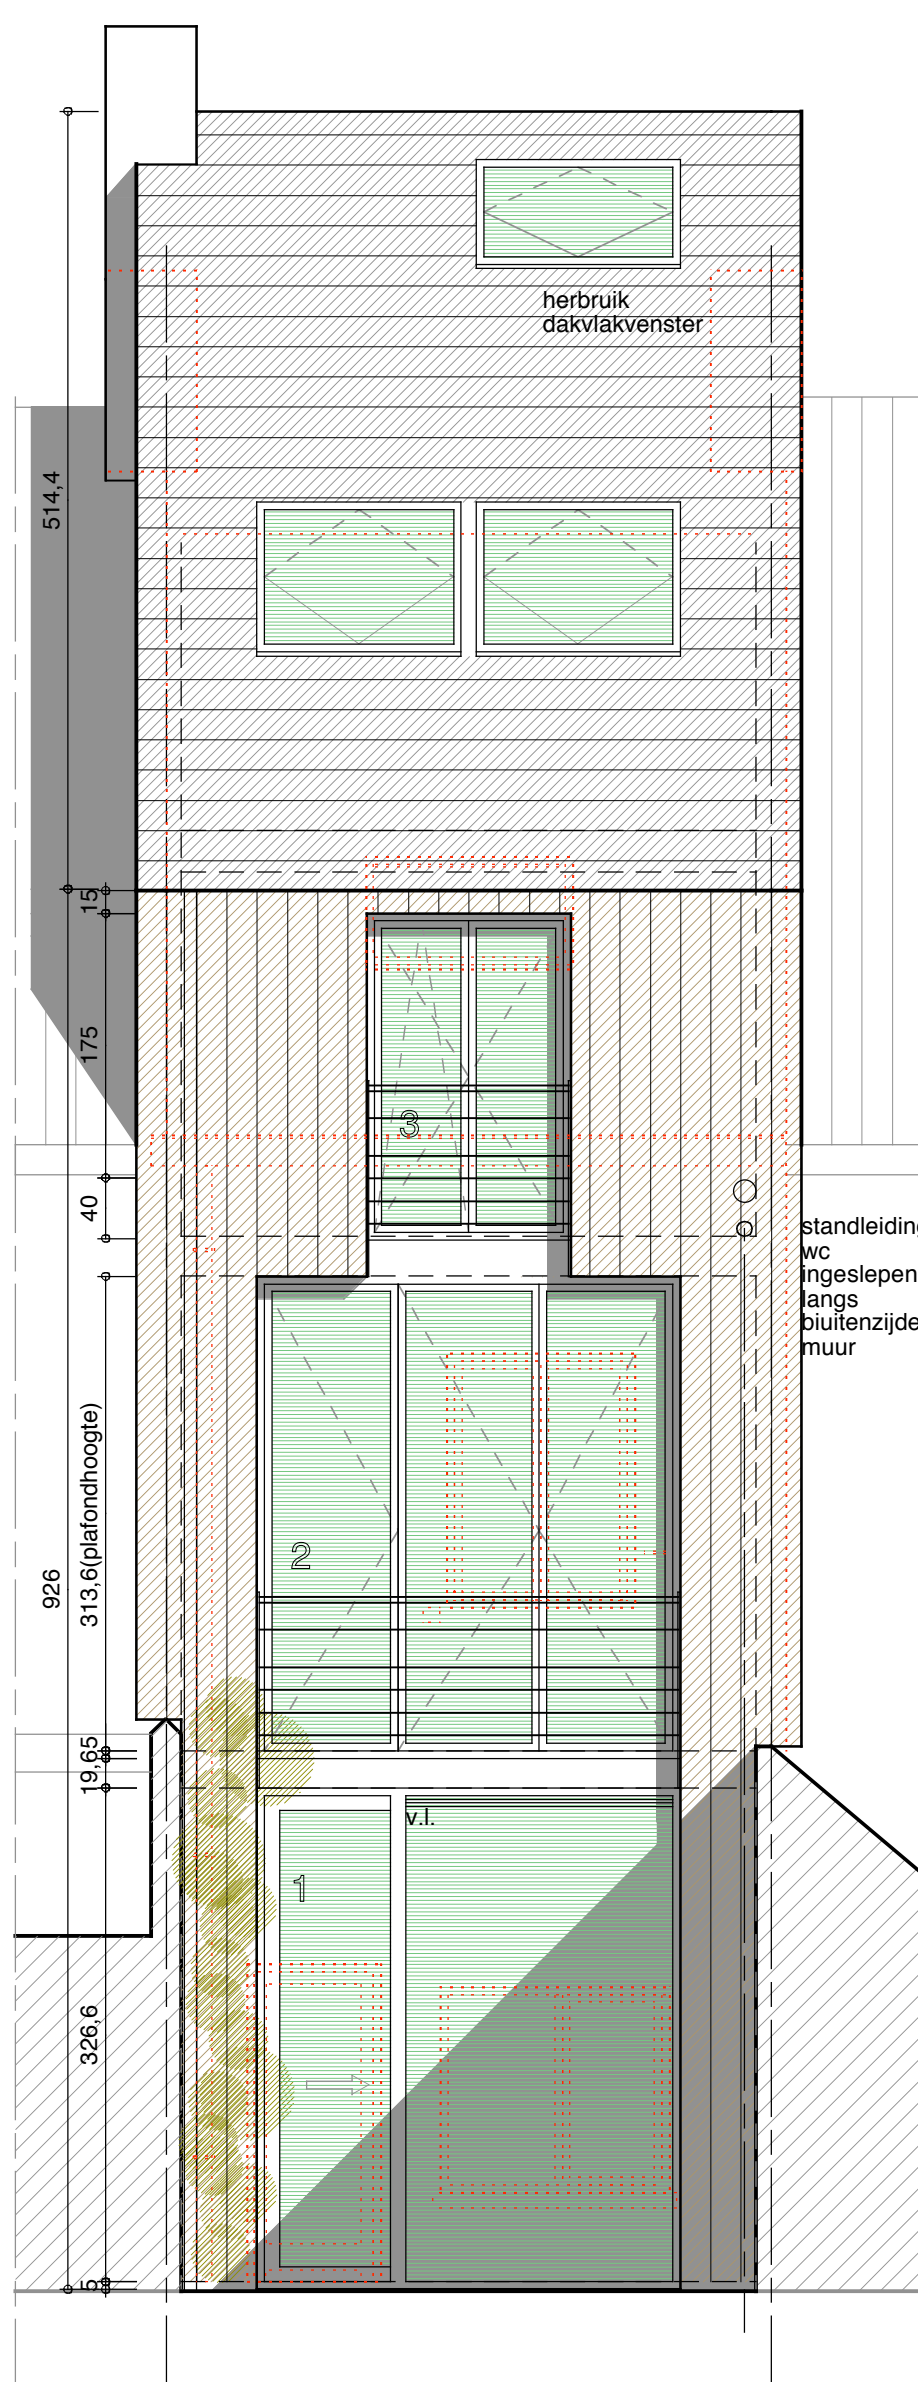 herbruik
dakvlakvenster
514,4
15
175
3
40
standleiding
wc
ingeslepen
langs
biuitenzijde
muur
313,6(plafondhoogte)
926
2
19,65
v.l.
1
326,6
5